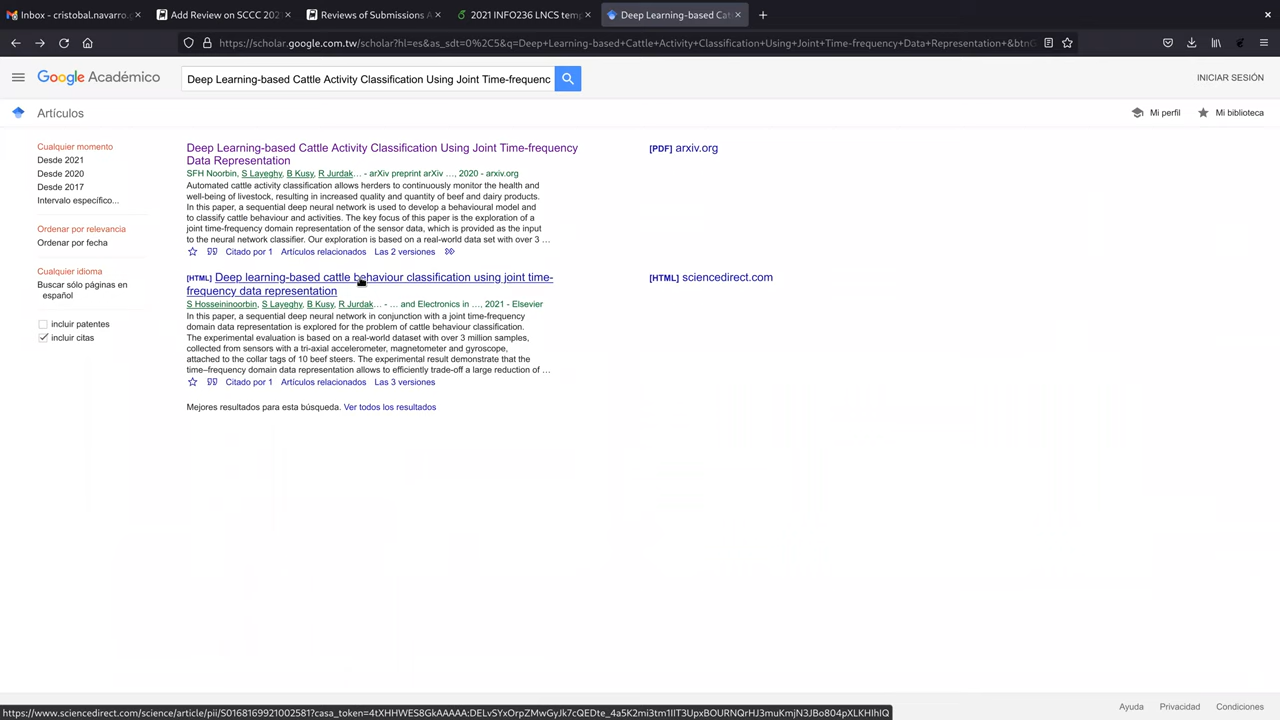 Inbox - cristobal.navarro.g
Add Review on SCCC 202
Reviews of Submissions A
2021 INFO236 LNCS temp
Deep Learning-based Cat
https://scholar.google.com.tw/scholar?hl=es&as_sdt=0%2C5&q=Deep+Learning-based+Cattle+Activity+Classification+Using+Joint+Time-frequency+Data+Representation+&btnG
Google Académico
Deep Learning-based Cattle Activity Classification Using Joint Time-frequenc
INICIAR SESIÓN
Artículos
Mi perfil
Mi biblioteca
Cualquier momento
Desde 2021
Desde 2020
Desde 2017
Intervalo específico...
Ordenar por relevancia
Ordenar por fecha
Cualquier idioma
Buscar sólo páginas en
español
incluir patentes
incluir citas
Deep Learning-based Cattle Activity Classification Using Joint Time-frequency
Data Representation
SFH Noorbin, S Layeghy, B Kusy, R Jurdak… - arXiv preprint arXiv …, 2020 - arxiv.org
Automated cattle activity classification allows herders to continuously monitor the health and
well-being of livestock, resulting in increased quality and quantity of beef and dairy products.
In this paper, a sequential deep neural network is used to develop a behavioural model and
to classify cattle behaviour and activities. The key focus of this paper is the exploration of a
joint time-frequency domain representation of the sensor data, which is provided as the input
to the neural network classifier. Our exploration is based on a real-world data set with over 3 …
Citado por 1 Artículos relacionados Las 2 versiones
[PDF] arxiv.org
[HTML] Deep learning-based cattle behaviour classification using joint time-
frequency data representation
S Hosseininoorbin, S Layeghy, B Kusy, R Jurdak… - … and Electronics in …, 2021 - Elsevier
In this paper, a sequential deep neural network in conjunction with a joint time-frequency
domain data representation is explored for the problem of cattle behaviour classification.
The experimental evaluation is based on a real-world dataset with over 3 million samples,
collected from sensors with a tri-axial accelerometer, magnetometer and gyroscope,
attached to the collar tags of 10 beef steers. The experimental result demonstrate that the
time–frequency domain data representation allows to efficiently trade-off a large reduction of …
Citado por 1 Artículos relacionados Las 3 versiones
[HTML] sciencedirect.com
Mejores resultados para esta búsqueda. Ver todos los resultados
Ayuda
Privacidad
Condiciones